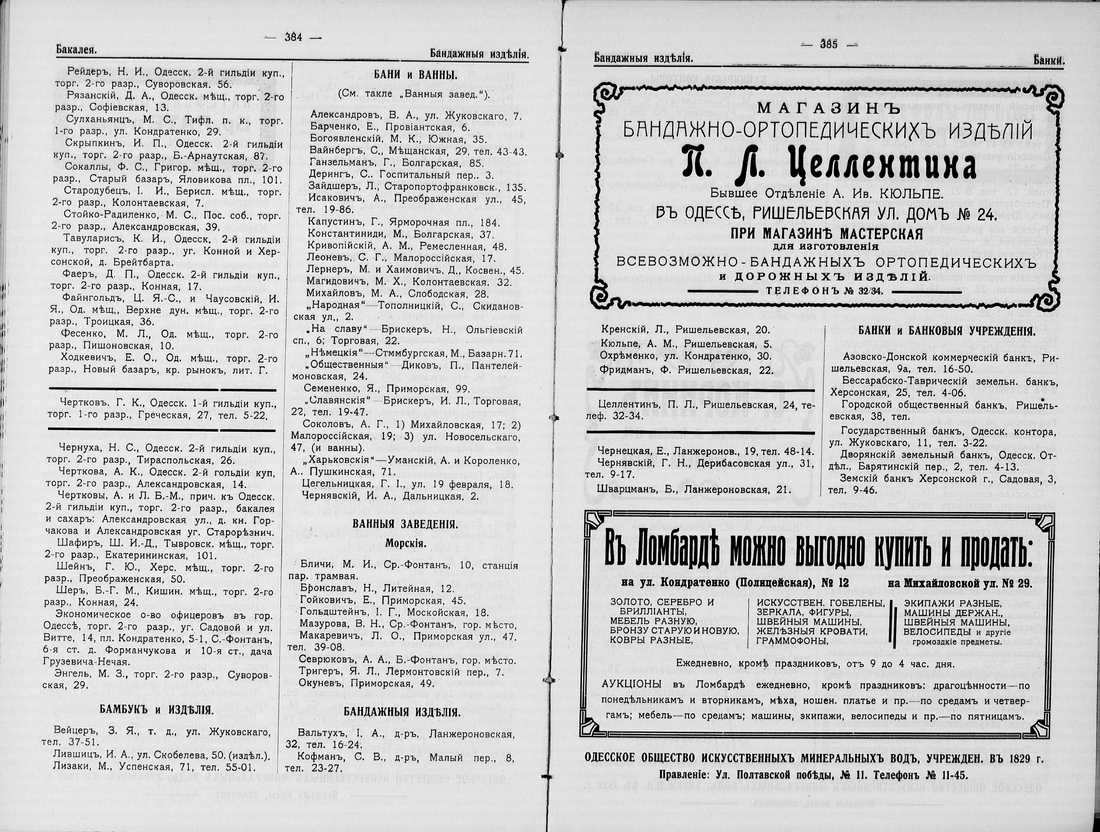 — 384 —
Бакалея.
Бандажныя издѣлія.
Рейдеръ, Н. И., Одесск. 2-й гильдіи куп.,
торг. 2-го разр., Суворовская. 56.
Рязанскій, Д. А., Одесск. мѣщ., торг. 2-го
разр., Софіевская, 13.
Сулханьянцъ, М. С., Тифл. п. к., торг.
1-го разр., ул. Кондратенко, 29.
Скрыпкинъ, И. П., Одесск. 2-й гильдіи
куп., торг. 2-го разр., Б.-Арнаутская, 87.
Сокаллы, Ф. С., Григор. мѣщ., торг. 2-го
разр., Старый базаръ, Яловикова пл., 101.
Стародубецъ, І. И., Берисл. мѣщ., торг.
2-го разр., Колонтаевская, 7.
Стойко-Радиленко, М. С., Пос. соб., торг.
2-го разр., Александровская, 39.
Тавуларисъ, К. И., Одесск. 2-й гильдіи
куп., торг. 2-го разр., уг. Конной и Хер-
сонской, д. Брейтбарта.
Фаеръ, Д. П., Одесск. 2-й гильдіи куп.,
торг. 2-го разр., Конная, 17.
Файнгольдъ, Ц. Я.-С., и Чаусовскій, И.
Я., Од. мѣщ., Верхне дун. мѣщ., торг. 2-го
разр., Троицкая, 36.
Фесенко, М. Л., Од. мѣщ., торг. 2-го
разр., Пишоновская, 10.
Ходкевичъ, Е. О., Од. мѣщ., торг. 2-го
разр., Новый базаръ, кр. рынокъ, лит. Г.
Чертковъ. Г. К., Одесск. 1-й гильдіи куп.,
торг. 1-го разр., Греческая, 27, тел. 5-22,
Чернуха, Н. С., Одесск. 2-й гильдіи куп.,
торг. 2-го разр., Тираспольская, 26.
Черткова, А. К., Одесск. 2-й гильдіи куп,
торг. 2-го разр., Александровская, 14.
Чертковы, А. и Л. Б.-М., прич. къ Одесск.
2-й гильдіи куп., торг. 2-го разр., бакалея
и сахаръ: Александровская ул., д. кн. Гор-
чакова и Александровская уг. Старорѣзнич.
Шафиръ, Ш. И.-Д., Тывровск. мѣщ., торг.
2-го разр., Екатерининская, 101.
Шейнъ, Г. Ю., Херс. мѣщ., торг. 2-го
разр., Преображенская, 50.
Шеръ, Б.-Г. М., Кишин. мѣщ., торг. 2-го
разр., Конная, 24.
Экономическое о-во офицеровъ въ гор.
Одессѣ, торг. 2-го разр., уг. Садовой и ул.
Витте, 14, пл. Кондратенко, 5-1, С.-Фонтанъ,
6-я ст. д. Форманчукова и 10-я ст., дача
Грузевича-Нечая.
Энгель, М. З., торг. 2-го разр., Суворов-
ская, 29.
БАМБУКЪ и ИЗДѢЛІЯ.
Вейцеръ, З. Я., т. д., ул. Жуковскаго,
тел. 37-51.
Лившицъ, И. А., ул. Скобелева, 50. (издѣл.).
Лизаки, М., Успенская, 71, тел. 55-01.
БАНИ и ВАННЫ.
(См. такле „Ванныя завед.“).
Александровъ, В. А., ул. Жуковскаго, 7.
Барченко, Е., Провіантская, 6.
Богоявленскій, М. К., Южная, 35.
Вайнбергъ, С., Мѣщанская, 29. тел. 43-43.
Ганзельманъ, Г., Болгарская, 85.
Дерингъ, С.. Госпитальный пер.. 3.
Зайдшеръ, Л., Старопортофранковск., 135.
Исаковичъ, А., Преображенская ул., 45,
тел. 19-86.
Капустинъ, Г., Ярморочная пл., 184.
Константиниди, М., Болгарская, 37.
Кривопійскій, А. М., Ремесленная, 48.
Леоневъ, С. Г., Малороссійская, 17.
Лернеръ, М. и Хаимовичъ, Д., Косвен., 45.
Магидовичъ, М. Х., Колонтаевская. 32.
Михайловъ, М. А., Слободская, 28.
„Народная“—Тополницкій, С., Скиданов-
ская ул., 2.
„На славу“—Брискеръ, Н., Ольгіевскій
сп., 6; Торговая, 22.
„Нѣмецкія“—Стммбургская, М., Базарн. 71.
„Общественныя“—Диковъ, П., Пантелей-
моновская, 24.
Семененко, Я., Приморская, 99.
„Славянскія“—Брискеръ, И. Л., Торговая,
22, тел. 19-47.
Соколовъ, А. Г., 1) Михайловская, 17; 2)
Малороссійская, 19; 3) ул. Новосельскаго,
47, (и ванны).
„Харьковскія“—Уманскій, А. и Короленко,
А.. Пушкинская, 71.
Цегельницкая, Г. І., ул. 19 февраля, 18.
Чернявскій, И. А., Дальницкая, 2.
ВАННЫЯ ЗАВЕДЕНІЯ.
Морскія.
Бличи, М. И., Ср.-Фонтанъ, 10, станція
пар. трамвая.
Брнславъ, Н., Литейная, 12.
Гойковичъ, Е., Приморская, 45.
Гольдштейнъ, І. Г., Москойская, 18.
Мазурова, В. Н., Ср.-Фонтанъ, гор. мѣсто,
Макаревичъ, Л. О., Приморская ул., 47,
тел. 39-08.
Севрюковъ, А. А., Б.-Фонтанъ, гор. мѣсто.
Тригеръ, Я. Л., Лермонтовскій пер., 7.
Окуневъ, Приморская, 49.
БАНДАЖНЫЯ ИЗДѢЛІЯ.
Вальтухъ, І. А., д-ръ, Ланжероновская,
32, тел. 16-24.
Кофманъ, С. В., д-ръ, Малый пер., 8,
тел. 23-27.
— 385 —
Бандажныя издѣлія.
Банки.
МАГАЗИНЪ
БАНДАЖНО-ОРТОПЕДИЧЕСКИХЪ ИЗДѢЛІЙ
П. Л. Целлентина
Бывшее Отдѣленіе А. Ив. КЮЛЬПЕ.
ВЪ ОДЕССѢ, РИШЕЛЬЕВСКАЯ УЛ. ДОМЪ № 24.
ПРИ МАГАЗИНѢ МАСТЕРСКАЯ
для изготовленія
ВСЕВОЗМОЖНО-БАНДАЖНЫХЪ ОРТОПЕДИЧЕСКИХЪ
И ДОРОЖНЫХЪ ИЗДѢЛІЙ.
ТЕЛЕФОНЪ № 32/34.
Кренскій, Л., Ришельевская, 20.
Кюльпе, А. М., Ришельевская, 5.
Охрѣменко, ул. Кондратенко, 30.
Фридманъ, Ф. Ришельевская, 22.
Целлентинъ, П. Л., Ришельевская, 24, те-
леф. 32-34.
Чернецкая, Е., Ланжеронов., 19, тел. 48-14.
Чернявскій, Г. Н., Дерибасовская ул., 31,
тел. 9-17.
Шварцманъ, Б., Ланжероновская, 21.
БАНКИ и БАНКОВЫЯ УЧРЕЖДЕНІЯ.
Азовско-Донской коммерческій банкъ, Ри-
шельевская, 9а, тел. 16-50.
Бессарабско-Таврическій земельн. банкъ,
Херсонская, 25, тел. 4-06.
Городской общественный банкъ, Ришель-
евская, 38, тел.
Государственный банкъ, Одесск. контора,
ул. Жуковскаго, 11, тел. 3-22.
Дворянскій земельный банкъ, Одесск. От-
дѣл., Барятинскій пер., 2, тел. 4-13.
Земскій банкъ Херсонской г., Садовая, 3,
тел. 9-46.
Въ Ломбардѣ можно выгодно купить и продать:
на ул. Кондратенко (Полицейская), № 12
на Михайловской ул. № 29.
ЗОЛОТО, СЕРЕБРО И
БРИЛЛІАНТЫ,
МЕБЕЛЬ РАЗНУЮ,
БРОНЗУ СТАРУЮ И НОВУЮ,
КОВРЫ РАЗНЫЕ,
ИСКУССТВЕН. ГОБЕЛЕНЫ,
ЗЕРКАЛА, ФИГУРЫ,
ШВЕЙНЫЯ МАШИНЫ.
ЖЕЛѢЗНЫЯ КРОВАТИ.
ГРАММОФОНЫ,
ЭКИПАЖИ РАЗНЫЕ,
МАШИНЫ ДЕРЖАН.,
ШВЕЙНЫЯ МАШИНЫ,
ВЕЛОСИПЕДЫ и другіе
громоздкіе предметы.
Ежедневно, кромѣ праздниковъ, отъ 9 до 4 час. дня.
АУКЦІОНЫ въ Ломбардѣ ежедневно, кромѣ праздниковъ: драгоцѣнности—по
понедѣльникамъ и вторникамъ, мѣха, ношен. платье и пр.—по средамъ и четвер-
гамъ; мебель—по средамъ; машины, экипажи, велосипеды и пр.—по пятницамъ.
ОДЕССКОЕ ОБЩЕСТВО ИСКУССТВЕННЫХЪ МИНЕРАЛЬНЫХЪ ВОДЪ, УЧРЕЖДЕН. ВЪ 1829 г.
Правленіе: Ул. Полтавской побѣды, № 11. Телефонъ № 11-45.